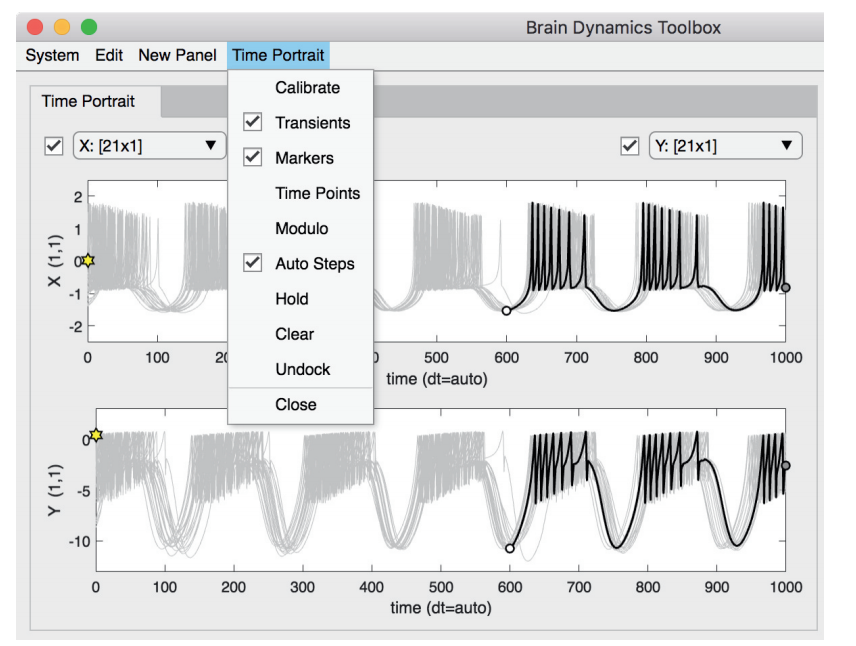 Brain Dynamics Toolbox
System Edit New Panel Time Portrait
Calibrate
Transients
Markers
Time Points
Modulo
Auto Steps
Hold
Clear
Undock
Close
Time Portrait
X: [21x1] ▼
Y: [21x1] ▼
X (1,1)
2
1
0
-1
-2
0 100 20 0 500 600 700 800 900 1000
time (dt=auto)
Y (1,1)
0
-5
-10
0 100 200 300 400 500 600 700 800 900 1000
time (dt=auto)